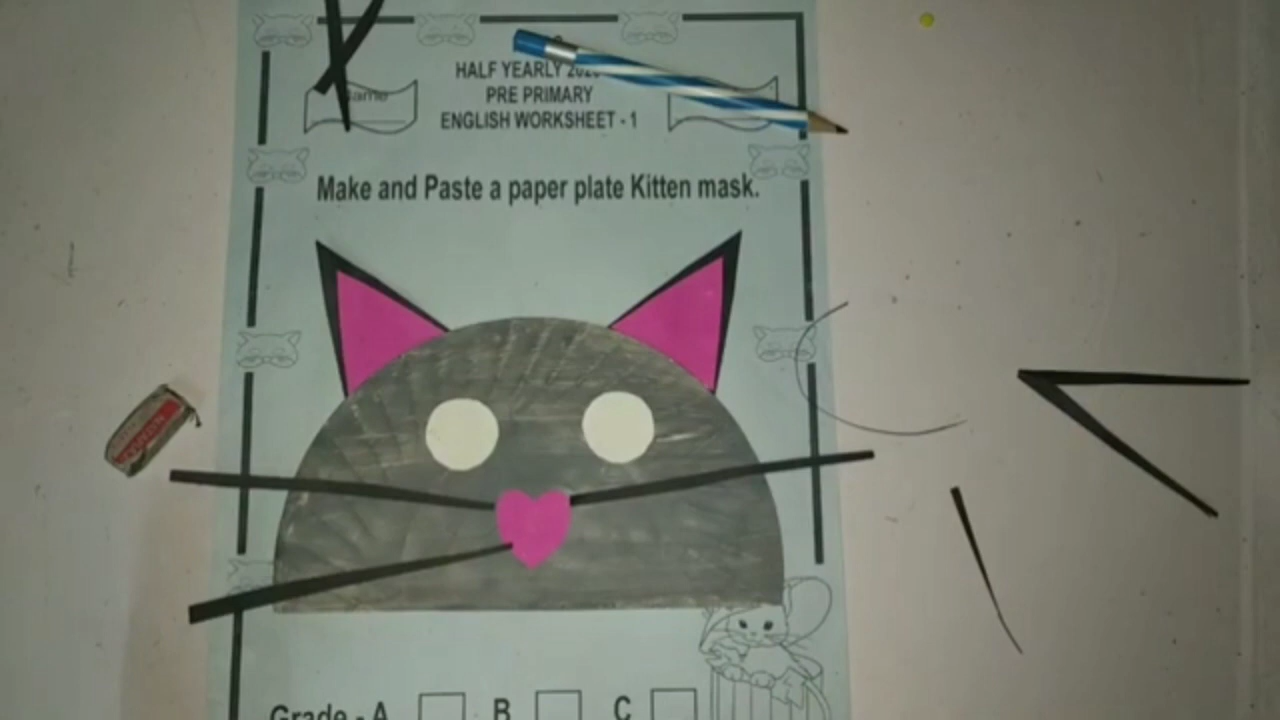 HALF YEARLY
PRE PRIMARY
ENGLISH WORKSHEET - 1
Make and Paste a paper plate Kitten mask.
Grade - A B C